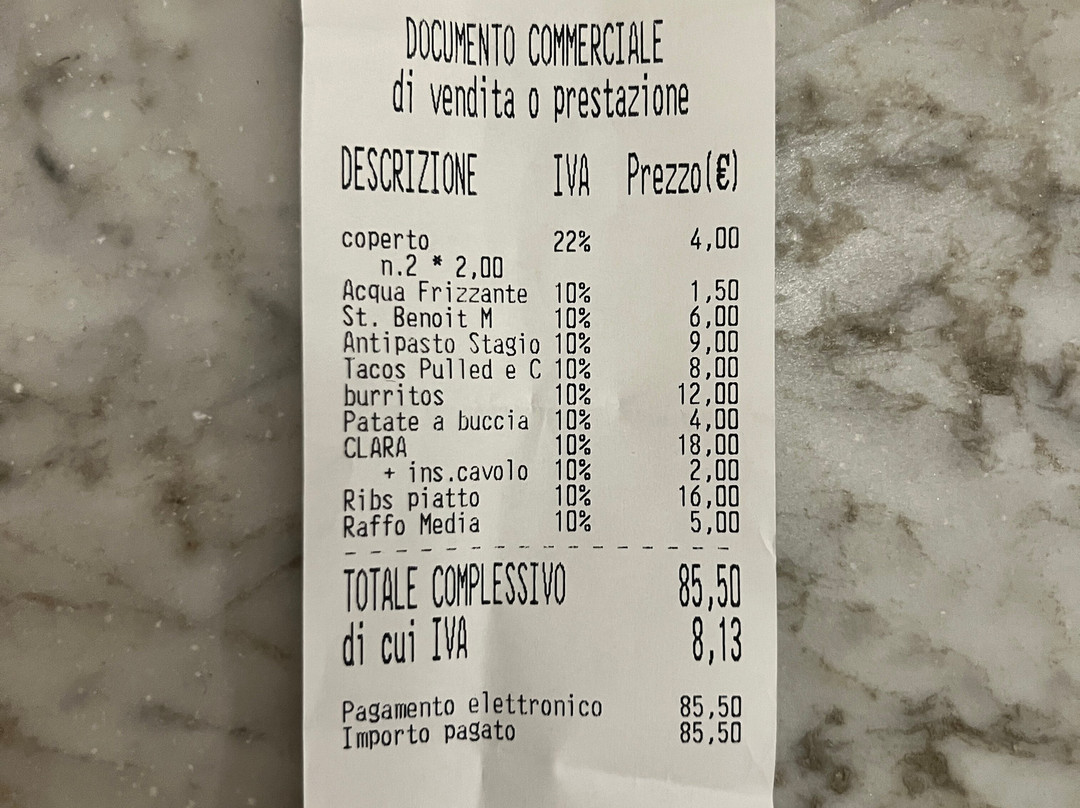 DOCUMENTO COMMERCIALE
di vendita o prestazione
DESCRIZIONE IVA Prezzo(€)
coperto 22% 4,00
n.2 * 2,00
Acqua Frizzante 10% 1,50
St. Benoit M 10% 6,00
Antipasto Stagio 10% 9,00
Tacos Pulled e C 10% 8,00
burritos 10% 12,00
Patate a buccia 10% 4,00
CLARA 10% 18,00
+ ins.cavolo 10% 2,00
Ribs piatto 10% 16,00
Raffo Media 10% 5,00
TOTALE COMPLESSIVO 85,50
di cui IVA 8,13
Pagamento elettronico 85,50
Importo pagato 85,50